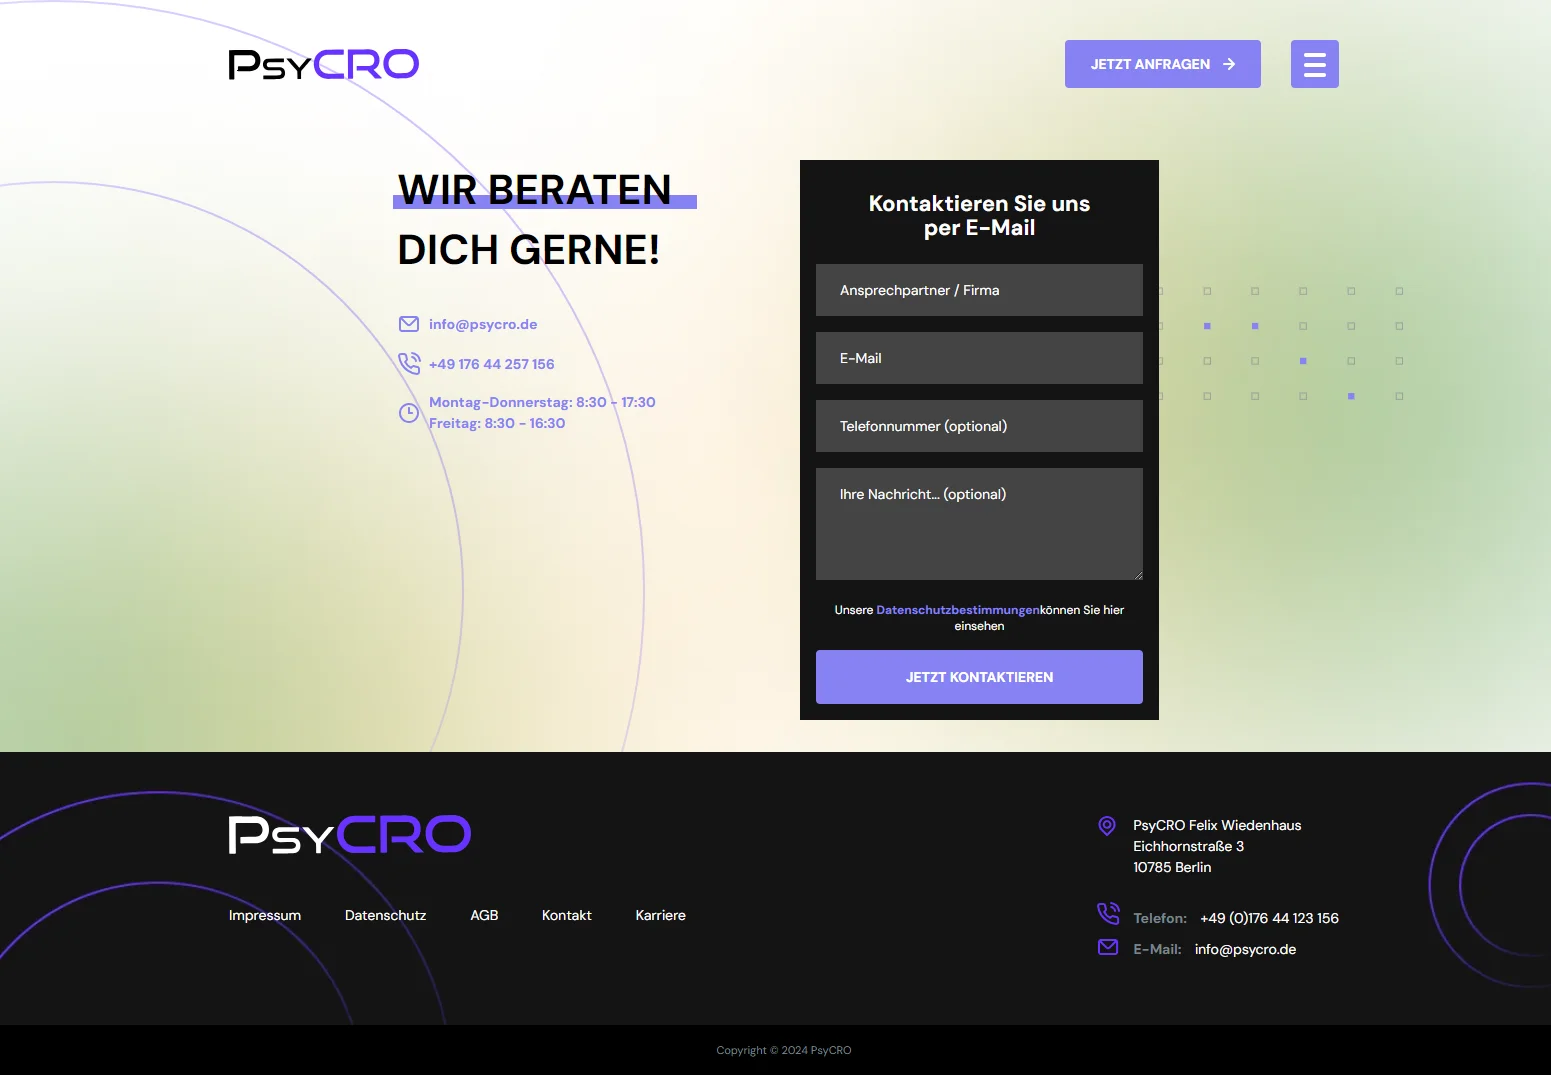 PsyCRO
JETZT ANFRAGEN
WIR BERATEN
DICH GERNE!
info@psycro.de
+49 176 44 257 156
Montag-Donnerstag: 8:30 - 17:30
Freitag: 8:30 - 16:30
Kontaktieren Sie uns
per E-Mail
Ansprechpartner / Firma
E-Mail
Telefonnummer (optional)
Ihre Nachricht... (optional)
Unsere Datenschutzbestimmungenkönnen Sie hier
einsehen
JETZT KONTAKTIEREN
PsyCRO
Impressum Datenschutz AGB Kontakt Karriere
PsyCRO Felix Wiedenhaus
Eichhornstraße 3
10785 Berlin
Telefon: +49 (0)176 44 123 156
E-Mail: info@psycro.de
Copyright © 2024 PsyCRO